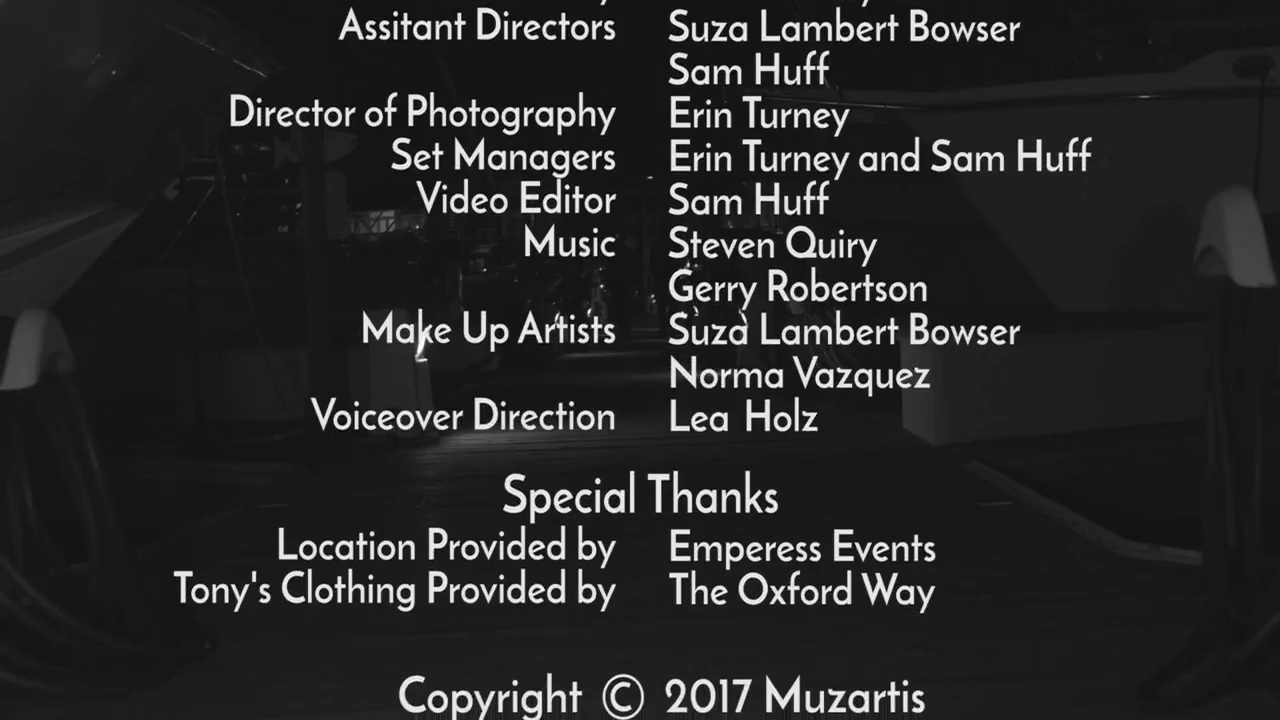 Assitant Directors Suza Lambert Bowser
Sam Huff
Director of Photography Erin Turney
Set Managers Erin Turney and Sam Huff
Video Editor Sam Huff
Music Steven Quiry
Gerry Robertson
Make Up Artists Suza Lambert Bowser
Norma Vazquez
Voiceover Direction Lea Holz
Special Thanks
Location Provided by Emperess Events
Tony's Clothing Provided by The Oxford Way
Copyright © 2017 Muzartis